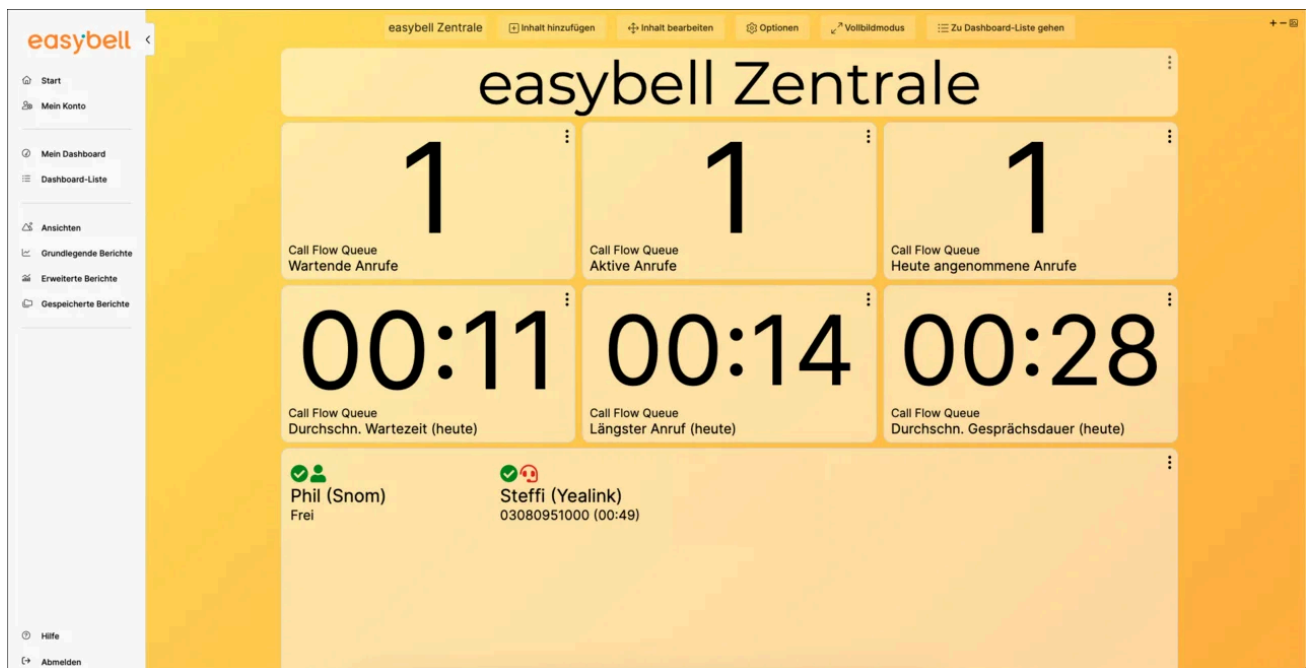 easybell
Start
Mein Konto
Mein Dashboard
Dashboard-Liste
Ansichten
Grundlegende Berichte
Erweiterte Berichte
Gespeicherte Berichte
Hilfe
Abmelden
easybell Zentrale
Inhalt hinzufügen
Inhalt bearbeiten
Optionen
Vollbildmodus
Zu Dashboard-Liste gehen
easybell Zentrale
1
Call Flow Queue
Wartende Anrufe
1
Call Flow Queue
Aktive Anrufe
1
Call Flow Queue
Heute angenommene Anrufe
00:11
Call Flow Queue
Durchschn. Wartezeit (heute)
00:14
Call Flow Queue
Längster Anruf (heute)
00:28
Call Flow Queue
Durchschn. Gesprächsdauer (heute)
Phil (Snom)
Frei
Steffi (Yealink)
03080951000 (00:49)